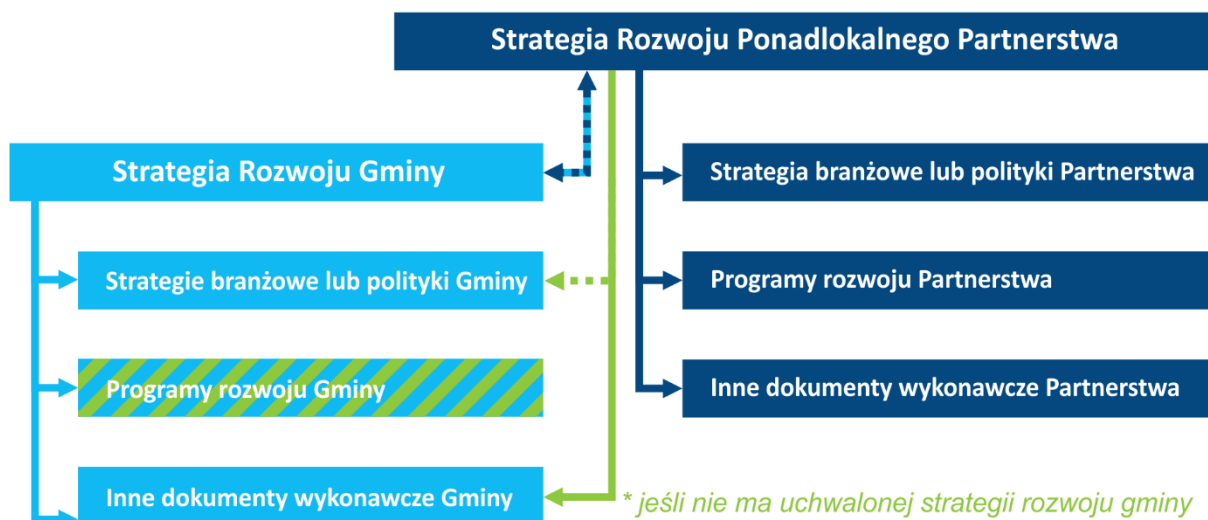 Strategia Rozwoju Ponadlokalnego Partnerstwa
Strategia Rozwoju Gminy
Strategia branżowe lub polityki Partnerstwa
Strategie branżowe lub polityki Gminy
Programy rozwoju Partnerstwa
Programy rozwoju Gminy
Inne dokumenty wykonawcze Partnerstwa
Inne dokumenty wykonawcze Gminy
* jeśli nie ma uchwalonej strategii rozwoju gminy